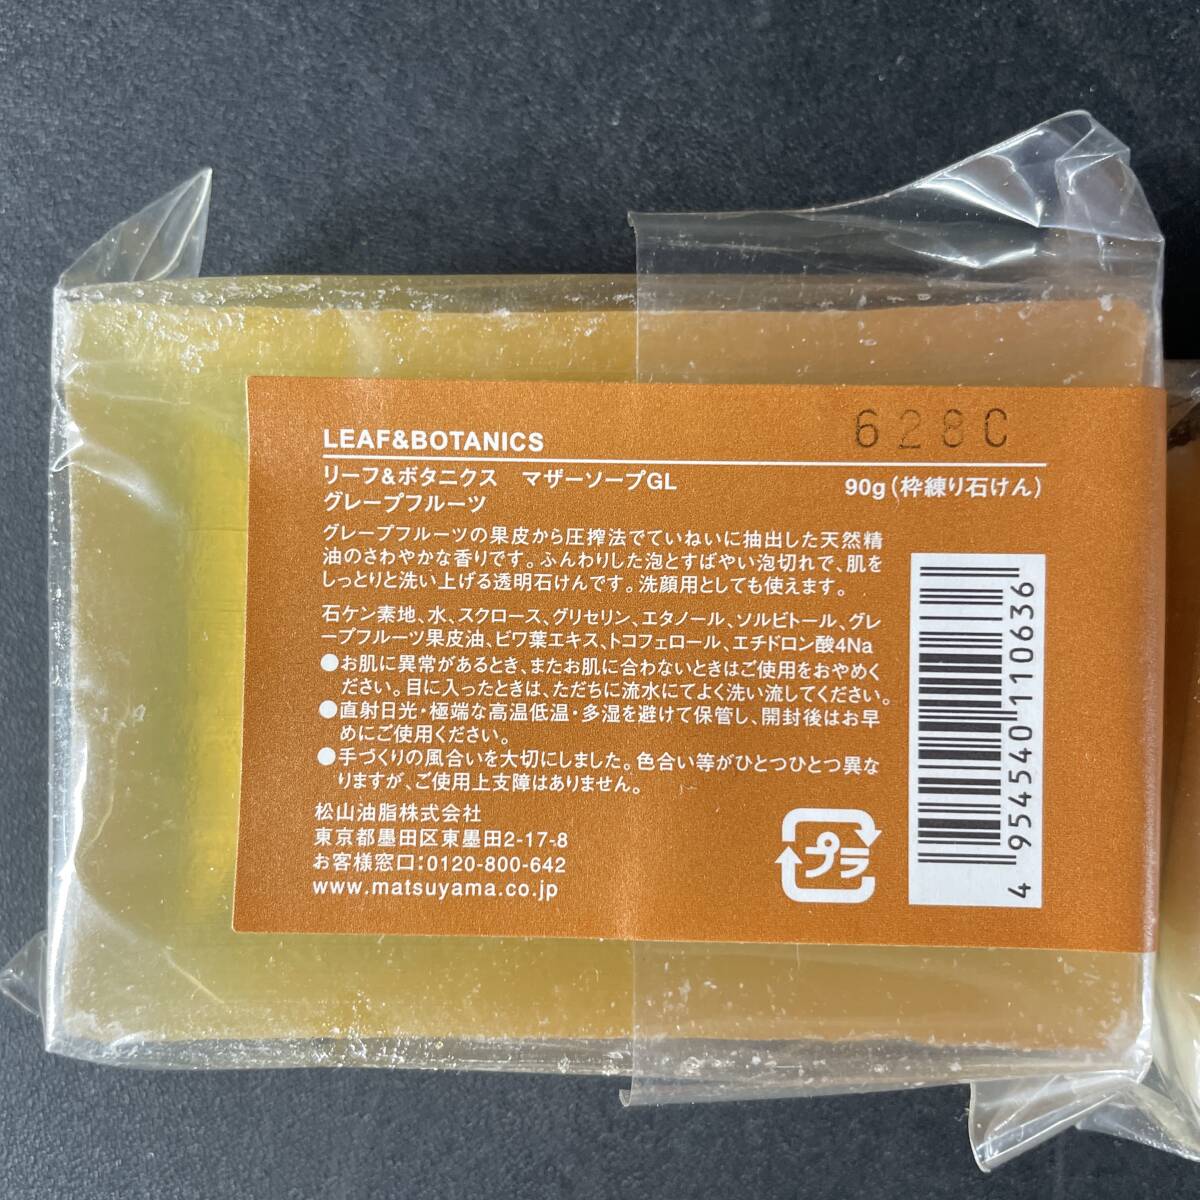 628C
LEAF&BOTANICS
リーフ&ボタニクス マザーソープGL
90g(枠練り石けん)
グレープフルーツ
グレープフルーツの果皮から圧搾法でていねいに抽出した天然精
油のさわやかな香りです。ふんわりした泡とすばやい泡切れで、肌を
しっとりと洗い上げる透明石けんです。洗顔用としても使えます。
石ケン素地、水、スクロース、グリセリン、エタノール、ソルビトール、グレ
ープフルーツ果皮油、ビワ葉エキス、トコフェロール、エチドロン酸4Na
●お肌に異常があるとき、またお肌に合わないときはご使用をおやめく
ださい。目に入ったときは、ただちに流水にてよく洗い流してください。
●直射日光・極端な高温低温・多湿を避けて保管し、開封後はお早
めにご使用ください。
●手づくりの風合いを大切にしました。色合い等がひとつひとつ異な
りますが、ご使用上支障はありません。
松山油脂株式会社
東京都墨田区東墨田2-17-8
お客様窓口:0120-800-642
www.matsuyama.co.jp
プラ
4 954540 110636